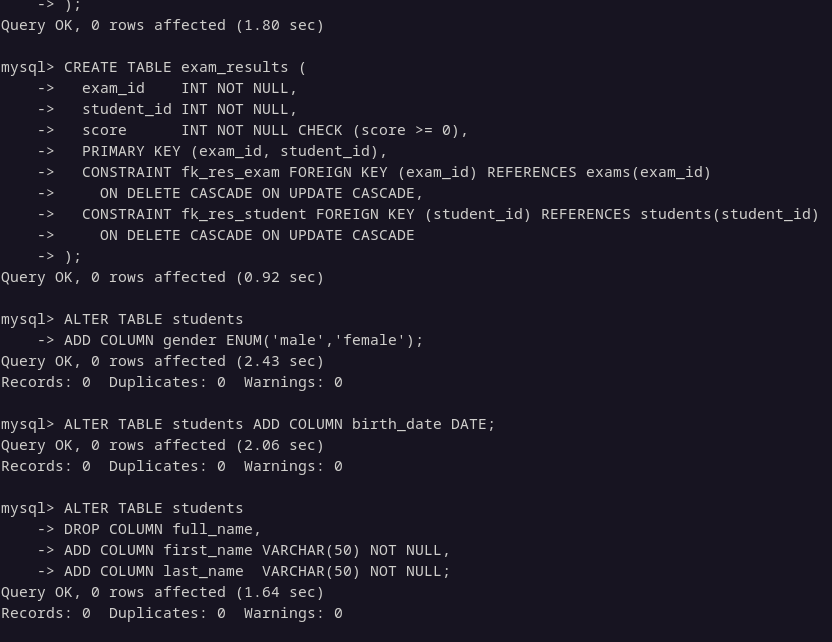 -> );
Query OK, 0 rows affected (1.80 sec)
mysql> CREATE TABLE exam_results (
    ->   exam_id    INT NOT NULL,
    ->   student_id INT NOT NULL,
    ->   score      INT NOT NULL CHECK (score >= 0),
    ->   PRIMARY KEY (exam_id, student_id),
    ->   CONSTRAINT fk_res_exam FOREIGN KEY (exam_id) REFERENCES exams(exam_id)
    ->     ON DELETE CASCADE ON UPDATE CASCADE,
    ->   CONSTRAINT fk_res_student FOREIGN KEY (student_id) REFERENCES students(student_id)
    ->     ON DELETE CASCADE ON UPDATE CASCADE
    -> );
Query OK, 0 rows affected (0.92 sec)
mysql> ALTER TABLE students
    -> ADD COLUMN gender ENUM('male','female');
Query OK, 0 rows affected (2.43 sec)
Records: 0  Duplicates: 0  Warnings: 0
mysql> ALTER TABLE students ADD COLUMN birth_date DATE;
Query OK, 0 rows affected (2.06 sec)
Records: 0  Duplicates: 0  Warnings: 0
mysql> ALTER TABLE students
    -> DROP COLUMN full_name,
    -> ADD COLUMN first_name VARCHAR(50) NOT NULL,
    -> ADD COLUMN last_name  VARCHAR(50) NOT NULL;
Query OK, 0 rows affected (1.64 sec)
Records: 0  Duplicates: 0  Warnings: 0